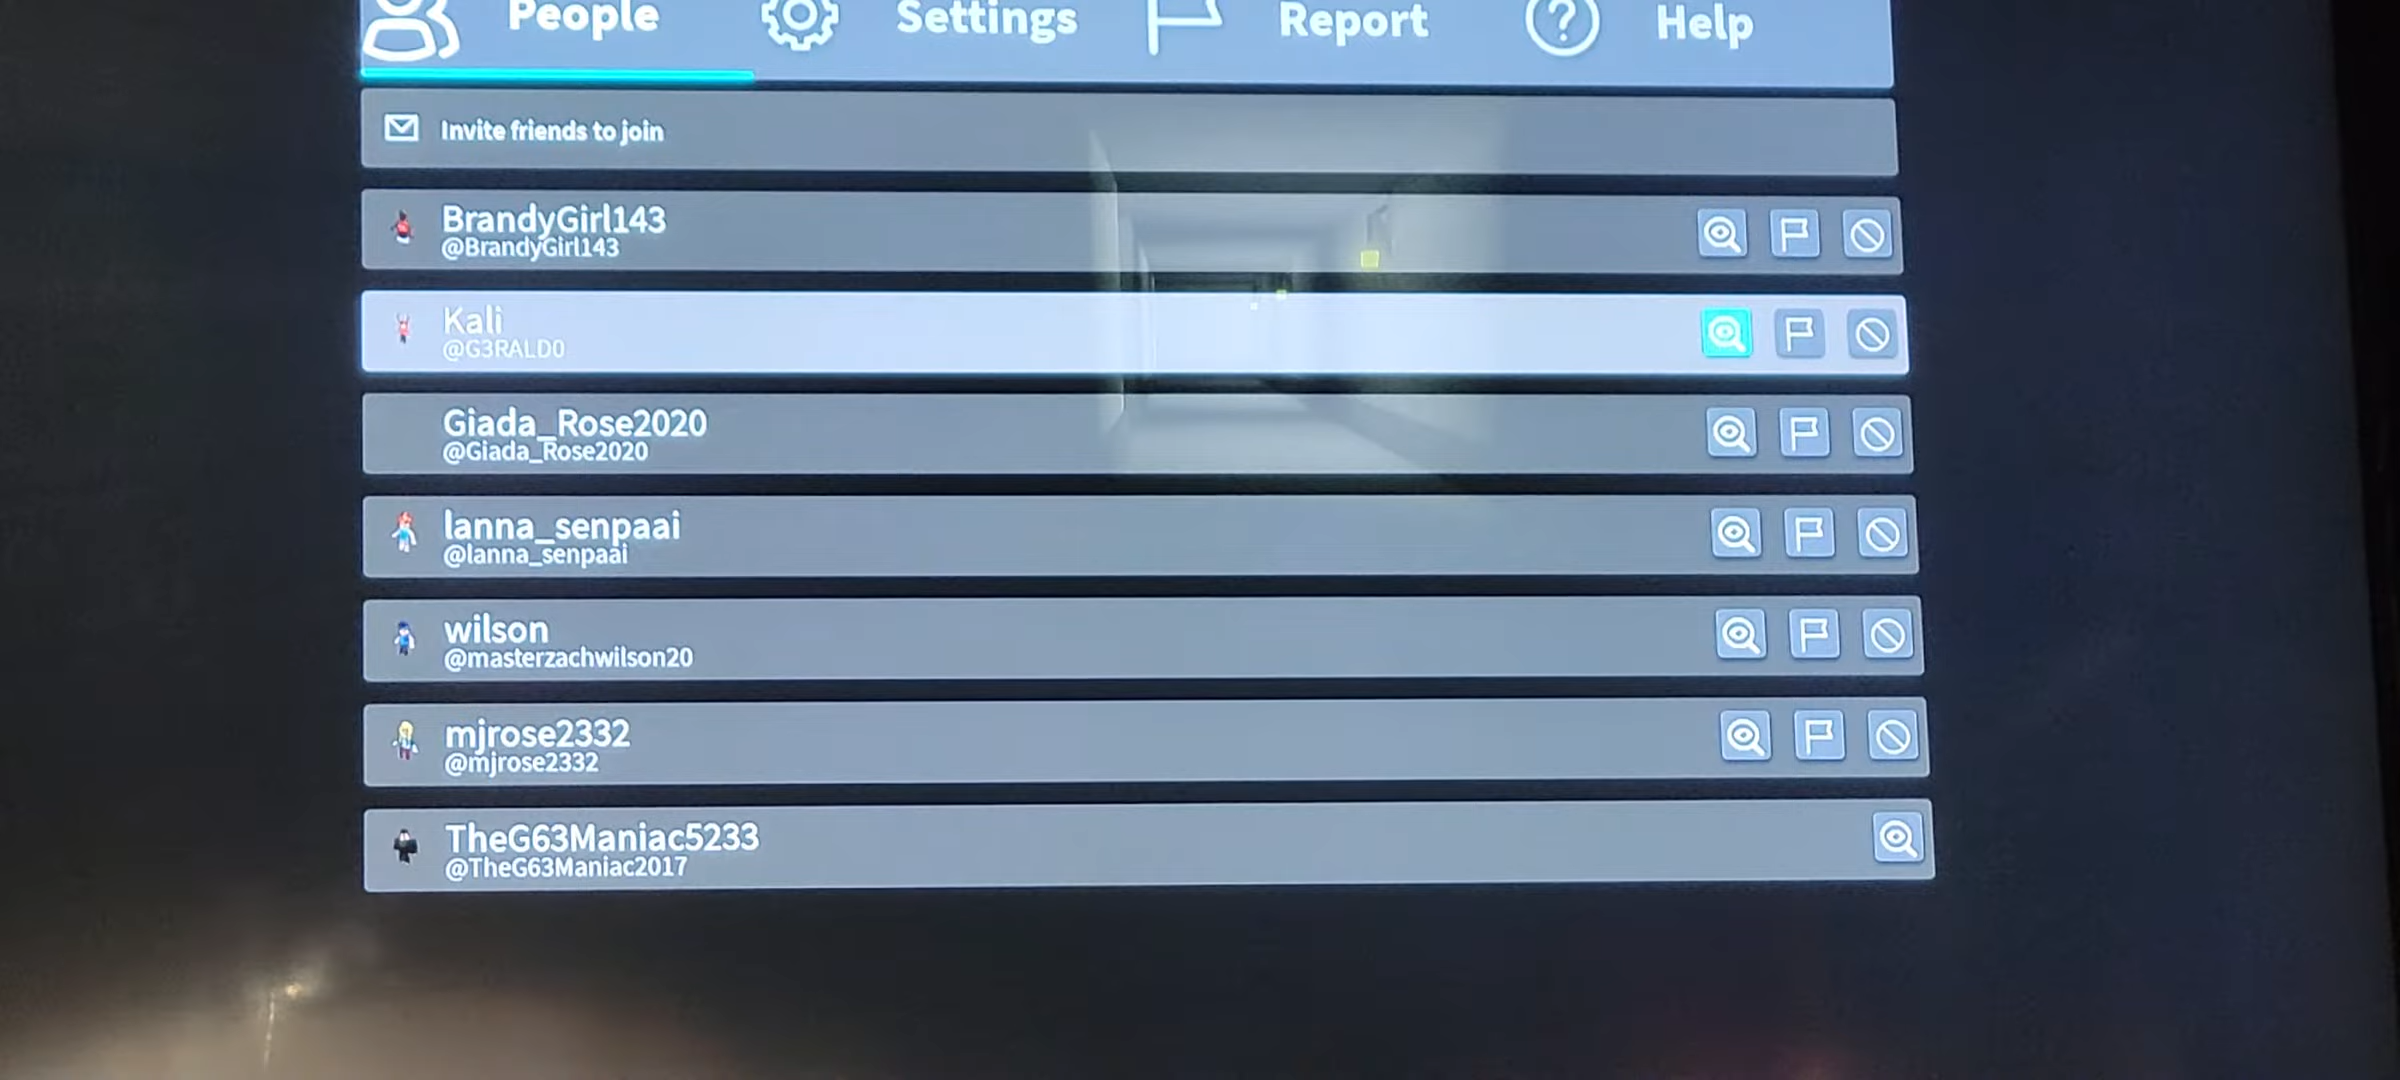 People Settings Report Help
Invite friends to join
BrandyGirl143
@BrandyGirl143
Kali
@G3RALD0
Giada_Rose2020
@Giada_Rose2020
lanna_senpaai
@lanna_senpaai
wilson
@masterzachwilson20
mjrose2332
@mjrose2332
TheG63Maniac5233
@TheG63Maniac2017